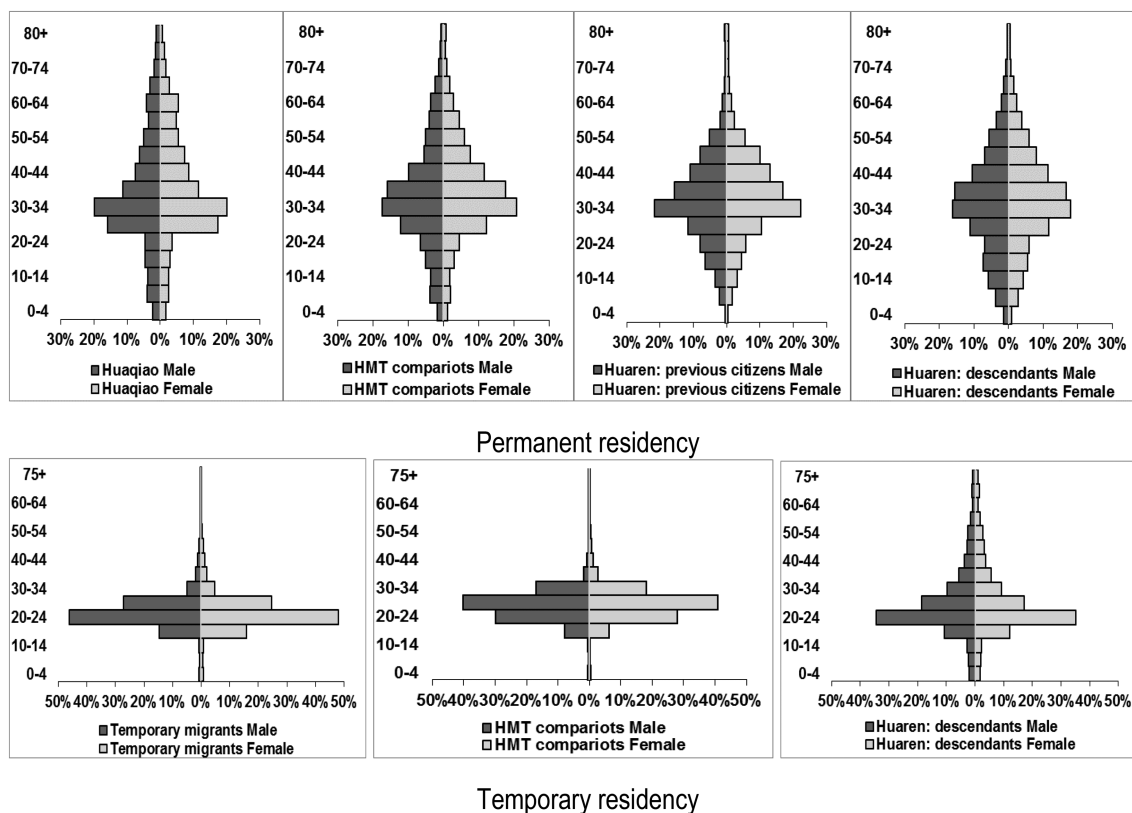 80+
70-74
60-64
50-54
40-44
30-34
20-24
10-14
0-4
30% 20% 10% 0% 10% 20% 30%
Huaqiao Male
Huaqiao Female
80+
70-74
60-64
50-54
40-44
30-34
20-24
10-14
0-4
30% 20% 10% 0% 10% 20% 30%
HMT compariots Male
HMT compariots Female
80+
70-74
60-64
50-54
40-44
30-34
20-24
10-14
0-4
30% 20% 10% 0% 10% 20% 30%
Huaren: previous citizens Male
Huaren: previous citizens Female
80+
70-74
60-64
50-54
40-44
30-34
20-24
10-14
0-4
30% 20% 10% 0% 10% 20% 30%
Huaren: descendants Male
Huaren: descendants Female
Permanent residency
75+
60-64
50-54
40-44
30-34
20-24
10-14
0-4
50% 40% 30% 20% 10% 0% 10% 20% 30% 40% 50%
Temporary migrants Male
Temporary migrants Female
75+
60-64
50-54
40-44
30-34
20-24
10-14
0-4
50% 40% 30% 20% 10% 0% 10% 20% 30% 40% 50%
HMT compariots Male
HMT compariots Female
75+
60-64
50-54
40-44
30-34
20-24
10-14
0-4
50% 40% 30% 20% 10% 0% 10% 20% 30% 40% 50%
Huaren: descendants Male
Huaren: descendants Female
Temporary residency